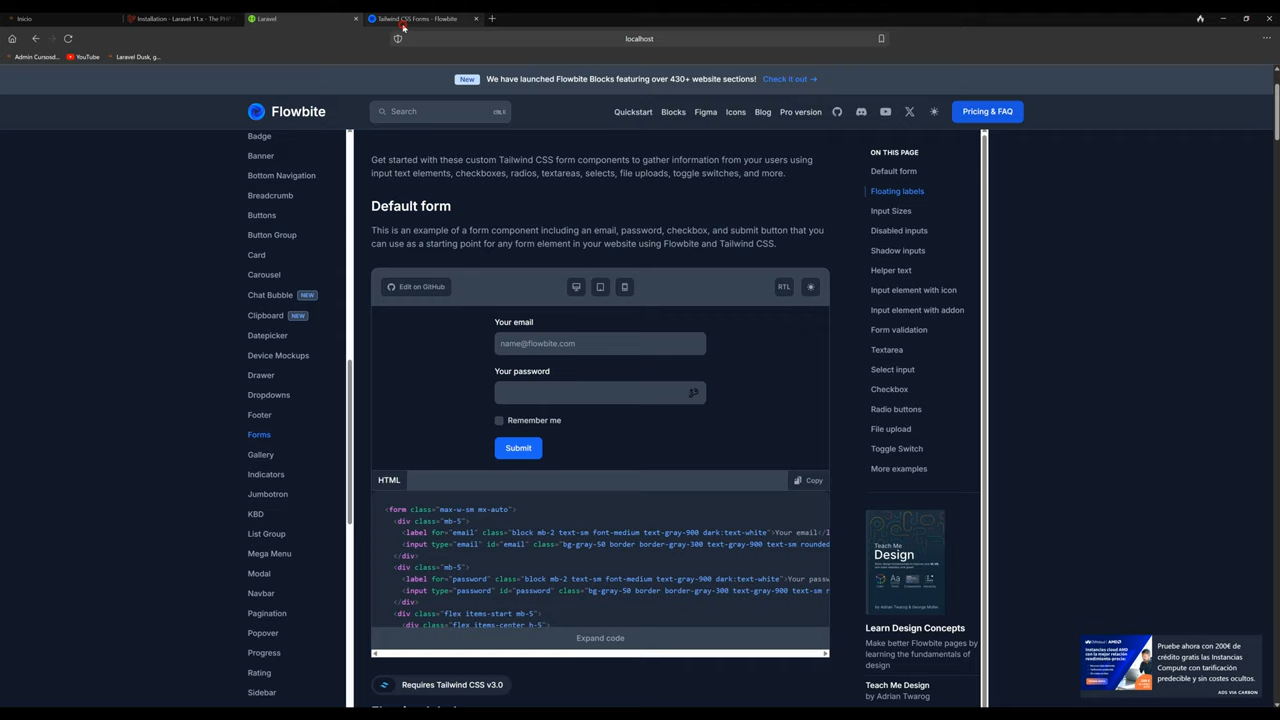 Inicio
Installation - Laravel 11.x - The PHP
Laravel
Tailwind CSS Forms - Flowbite
localhost
Admin Cursosd...
YouTube
Laravel Dusk, g...
New
We have launched Flowbite Blocks featuring over 430+ website sections!
Check it out →
Flowbite
Search
Quickstart
Blocks
Figma
Icons
Blog
Pro version
Pricing & FAQ
Badge
Banner
Bottom Navigation
Breadcrumb
Buttons
Button Group
Card
Carousel
Chat Bubble NEW
Clipboard NEW
Datepicker
Device Mockups
Drawer
Dropdowns
Footer
Forms
Gallery
Indicators
Jumbotron
KBD
List Group
Mega Menu
Modal
Navbar
Pagination
Popover
Progress
Rating
Sidebar
Get started with these custom Tailwind CSS form components to gather information from your users using
input text elements, checkboxes, radios, textareas, selects, file uploads, toggle switches, and more.
Default form
This is an example of a form component including an email, password, checkbox, and submit button that you
can use as a starting point for any form element in your website using Flowbite and Tailwind CSS.
Edit on GitHub
RTL
Your email
name@flowbite.com
Your password
Remember me
Submit
HTML
Copy
<form class="max-w-sm mx-auto">
<div class="mb-5">
<label for="email" class="block mb-2 text-sm font-medium text-gray-900 dark:text-white">Your email</l
<input type="email" id="email" class="bg-gray-50 border border-gray-300 text-gray-900 text-sm rounded
</div>
<div class="mb-5">
<label for="password" class="block mb-2 text-sm font-medium text-gray-900 dark:text-white">Your passw
<input type="password" id="password" class="bg-gray-50 border border-gray-300 text-gray-900 text-sm r
</div>
<div class="flex items-start mb-5">
<div class="flex items-center h-5">
Expand code
Requires Tailwind CSS v3.0
ON THIS PAGE
Default form
Floating labels
Input Sizes
Disabled inputs
Shadow inputs
Helper text
Input element with icon
Input element with addon
Form validation
Textarea
Select input
Checkbox
Radio buttons
File upload
Toggle Switch
More examples
Teach Me
Design
by Adrian Twarog & George Moller
Learn Design Concepts
Make better Flowbite pages by
learning the fundamentals of
design
Teach Me Design
by Adrian Twarog
Pruebe ahora con 200€ de
crédito gratis las Instancias
Compute con tarificación
predecible y sin costes ocultos.
ADS VIA CARBON